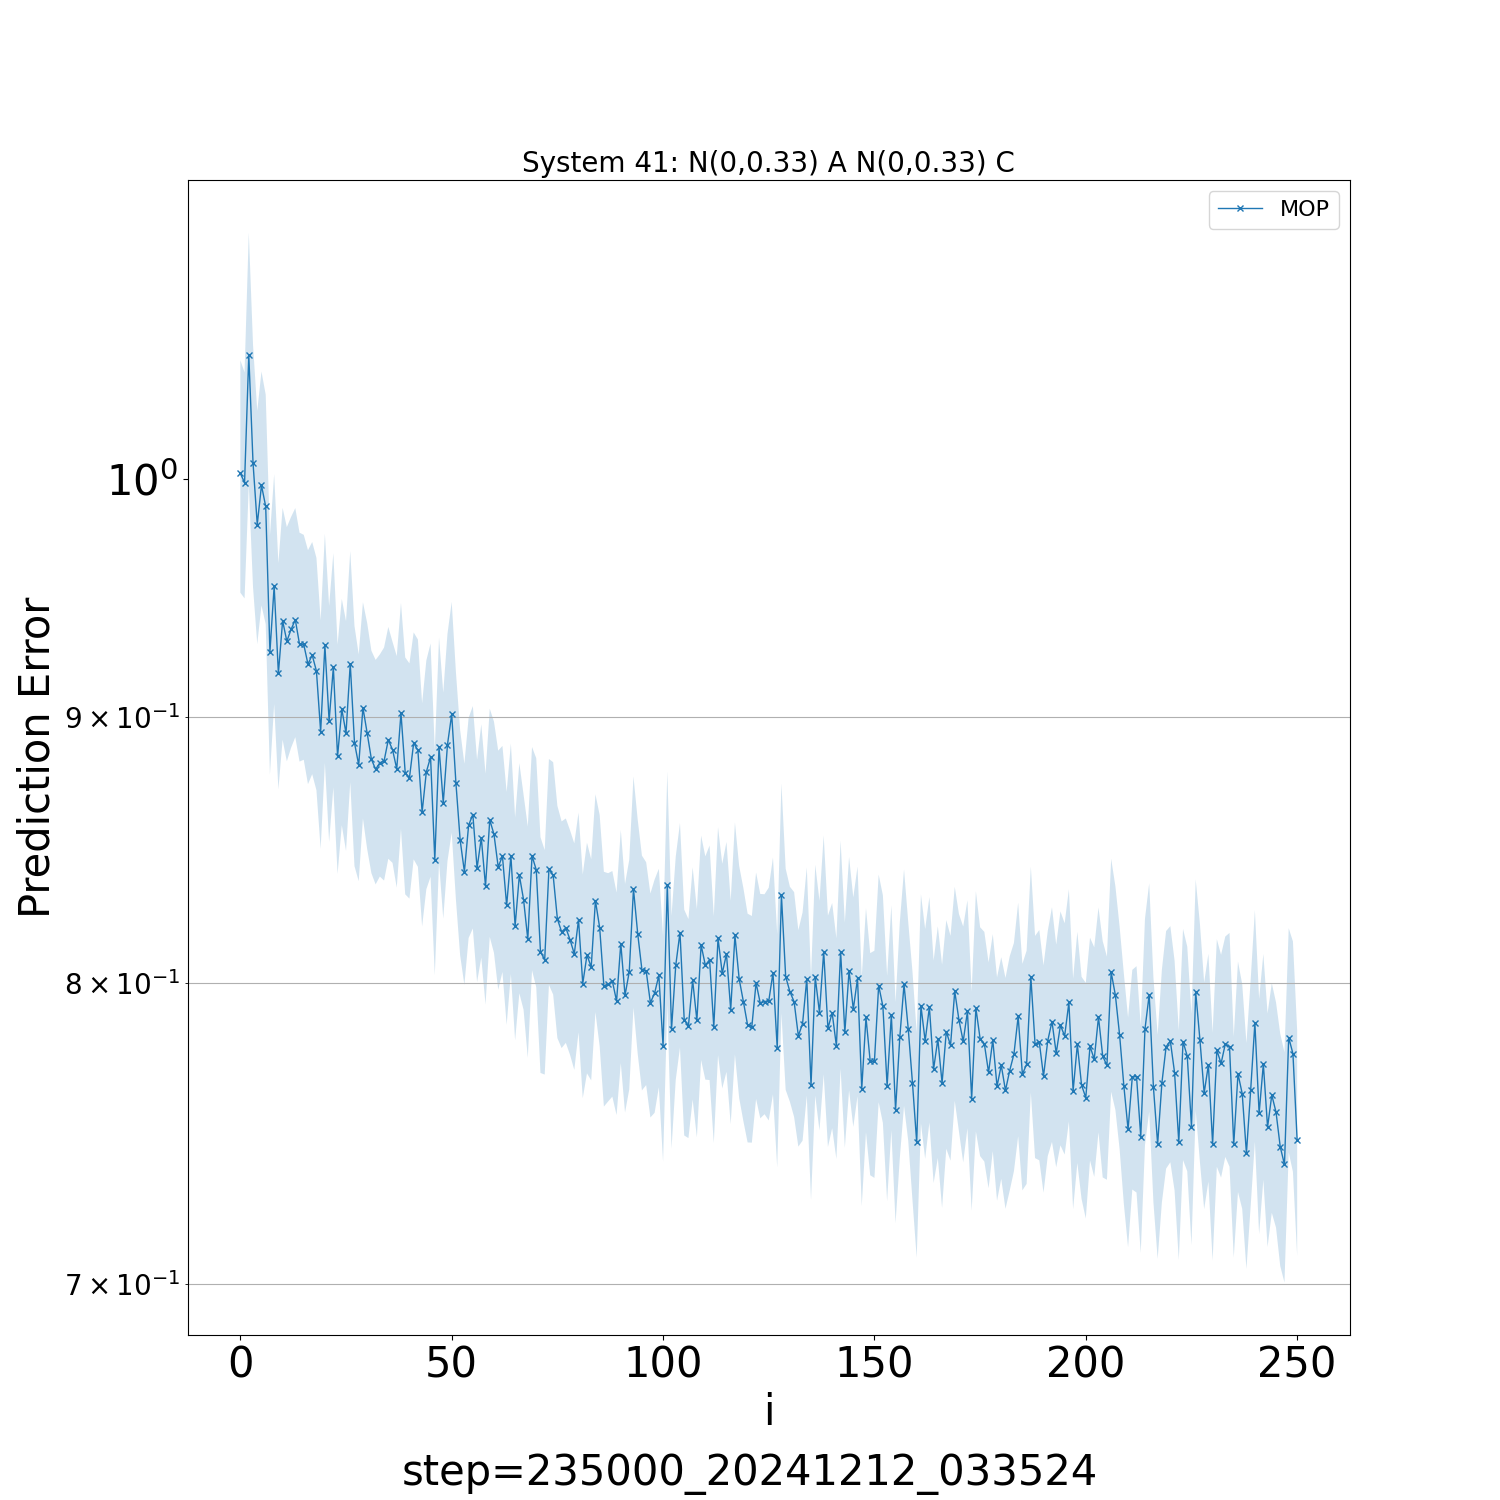 System 41: N(0,0.33) A N(0,0.33) C
MOP
10⁰
9 × 10⁻¹
8 × 10⁻¹
7 × 10⁻¹
Prediction Error
0 50 100 150 200 250
i
step=235000_20241212_033524